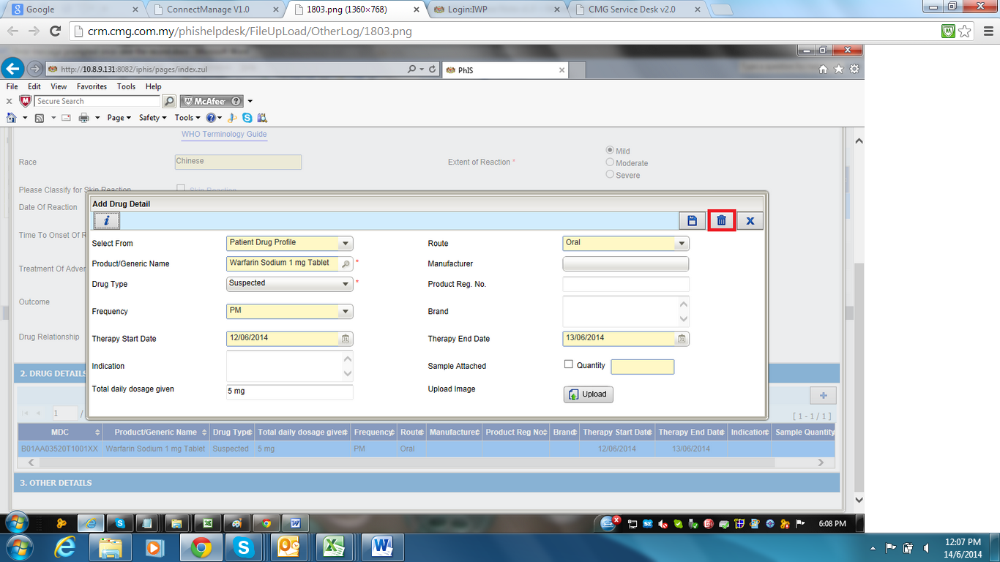 Google
ConnectManage V1.0
1803.png (1360×768)
Login:IWP
CMG Service Desk v2.0
crm.cmg.com.my/phishelpdesk/FileUpLoad/OtherLog/1803.png
http://10.8.9.131:8082/iphis/pages/index.zul
PhIS
File Edit View Favorites Tools Help
Secure Search
McAfee
Page Safety Tools
WHO Terminology Guide
Race
Chinese
Extent of Reaction *
Mild
Moderate
Severe
Please Classify for Skin Reaction
Skin Reaction
Date Of Reaction
Time To Onset Of R
Treatment Of Adver
Outcome
Drug Relationship
Add Drug Detail
Select From
Patient Drug Profile
Route
Oral
Product/Generic Name
Warfarin Sodium 1 mg Tablet
*
Manufacturer
Drug Type
Suspected
*
Product Reg. No.
Frequency
PM
Brand
Therapy Start Date
12/06/2014
Therapy End Date
13/06/2014
Indication
Sample Attached
Quantity
Total daily dosage given
5 mg
Upload Image
Upload
2. DRUG DETAILS
1 /
[ 1 - 1 / 1 ]
MDC Product/Generic Name Drug Type Total daily dosage given Frequency Route Manufacturer Product Reg No Brand Therapy Start Date Therapy End Date Indication Sample Quantity
B01AA03520T1001XX Warfarin Sodium 1 mg Tablet Suspected 5 mg PM Oral 12/06/2014 13/06/2014
3. OTHER DETAILS
6:08 PM
12:07 PM
14/6/2014